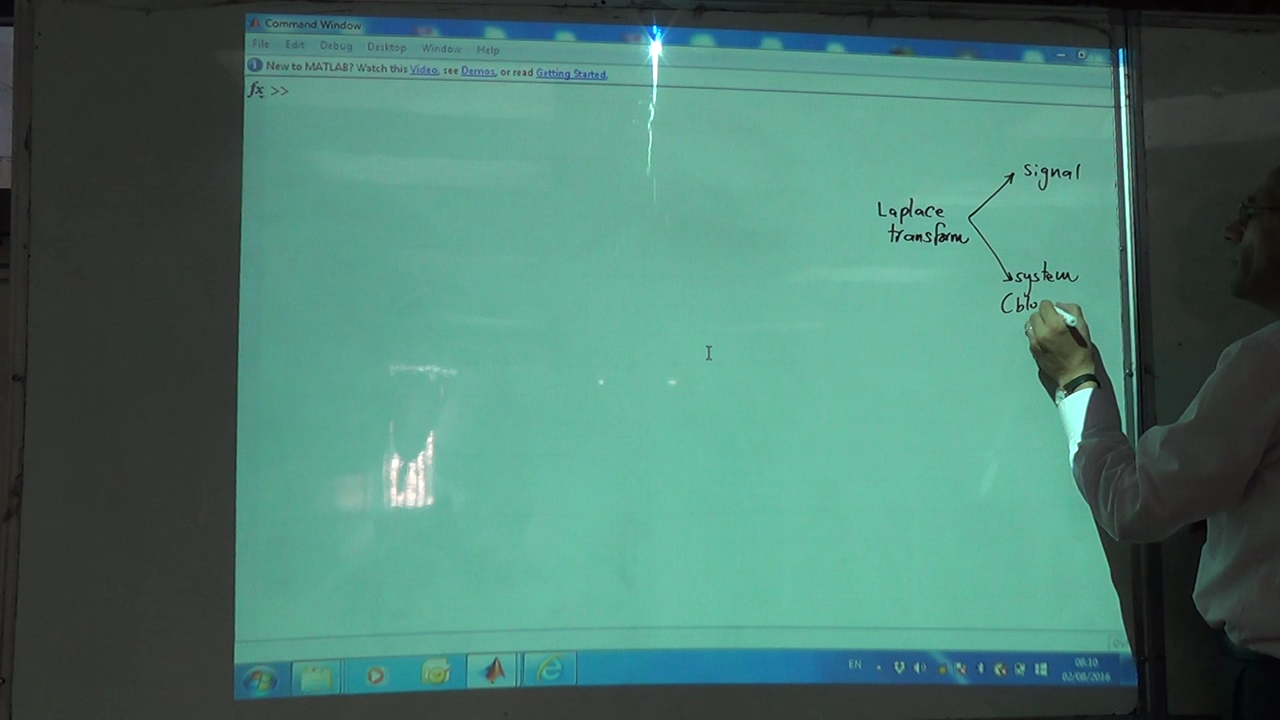 Command Window
File Edit Debug Desktop Window Help
New to MATLAB? Watch this Video, see Demos, or read Getting Started.
fx >>
signal
Laplace
transform
system
(blo
EN
08:10
02/08/2016